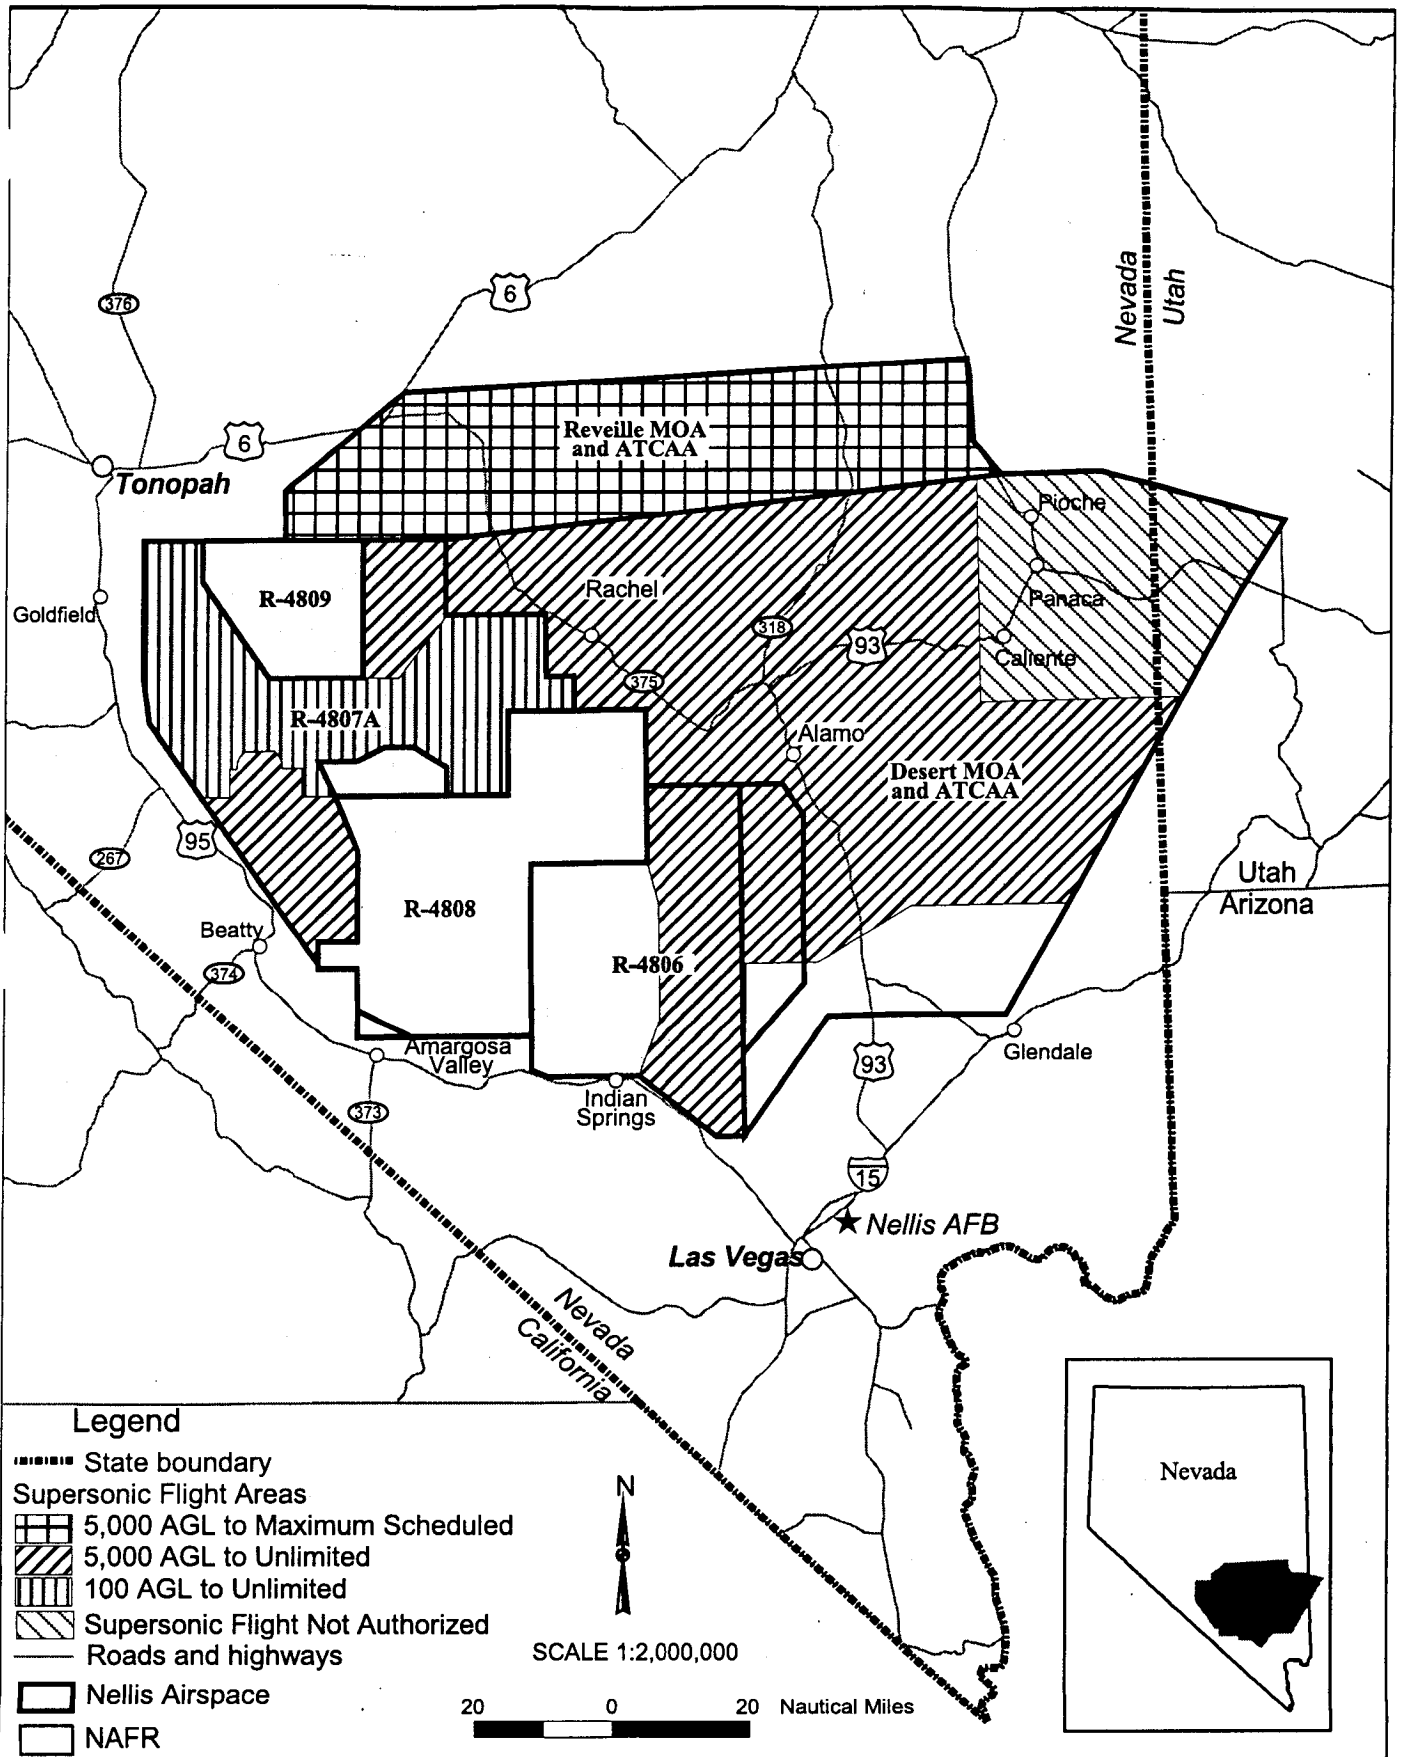 Nevada
Utah
376
6
6
Reveille MOA
and ATCAA
Tonopah
Pioche
R-4809
Rachel
Goldfield
Panaca
318
93
Caliente
375
R-4807A
Alamo
Desert MOA
and ATCAA
95
267
Utah
Arizona
R-4808
Beatty
R-4806
374
Amargosa
Valley
Glendale
93
Indian
Springs
373
15
Nellis AFB
Las Vegas
Nevada
California
Legend
State boundary
Supersonic Flight Areas
5,000 AGL to Maximum Scheduled
5,000 AGL to Unlimited
100 AGL to Unlimited
Supersonic Flight Not Authorized
Roads and highways
Nellis Airspace
NAFR
N
SCALE 1:2,000,000
20 0 20 Nautical Miles
Nevada